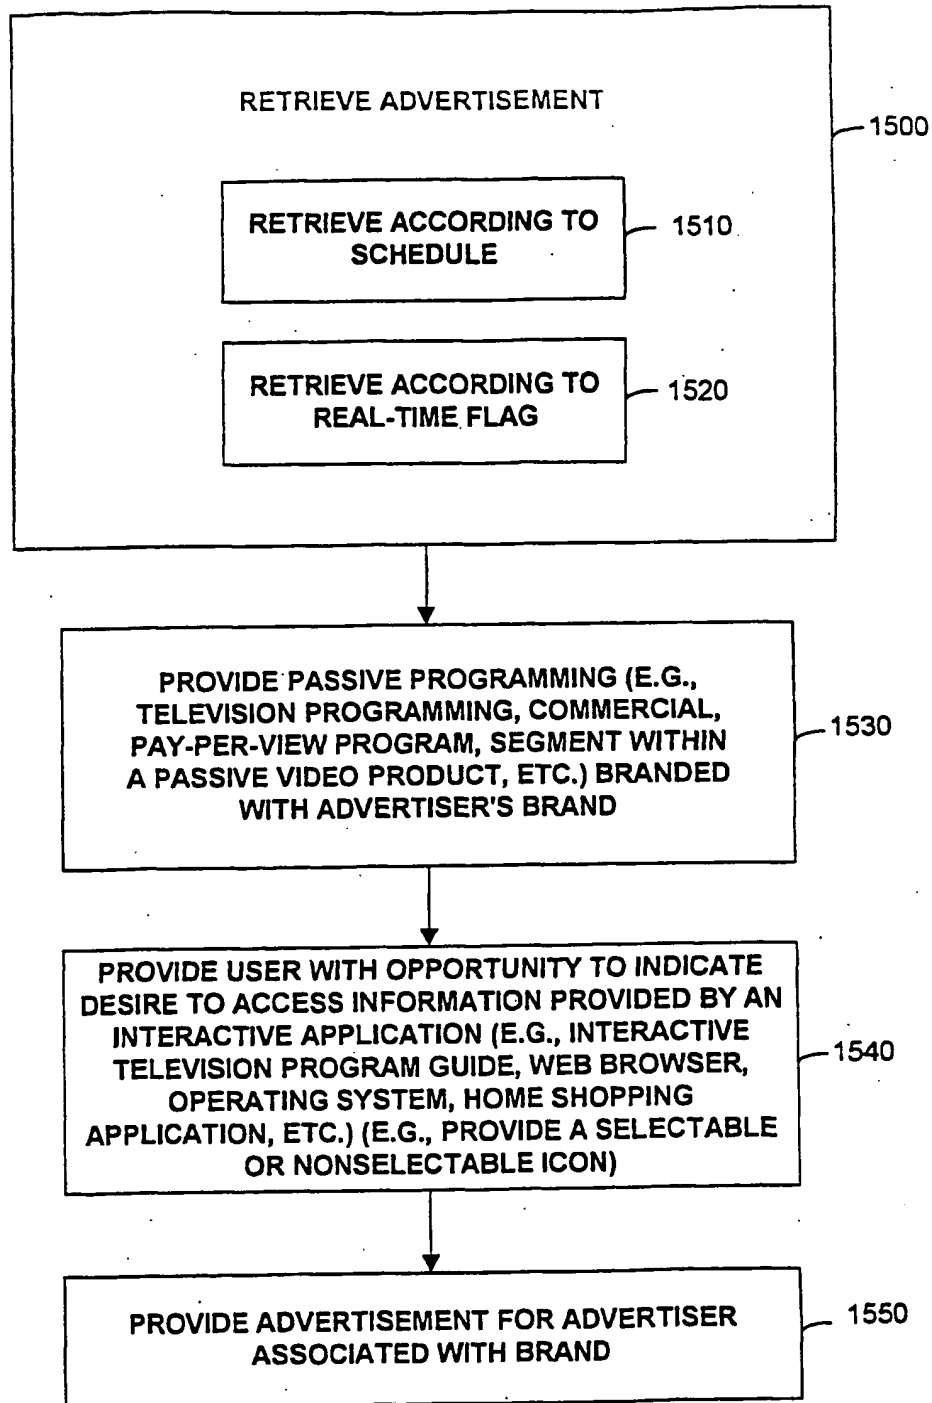 RETRIEVE ADVERTISEMENT
1500
RETRIEVE ACCORDING TO
SCHEDULE
1510
RETRIEVE ACCORDING TO
REAL-TIME FLAG
1520
PROVIDE PASSIVE PROGRAMMING (E.G.,
TELEVISION PROGRAMMING, COMMERCIAL,
PAY-PER-VIEW PROGRAM, SEGMENT WITHIN
A PASSIVE VIDEO PRODUCT, ETC.) BRANDED
WITH ADVERTISER'S BRAND
1530
PROVIDE USER WITH OPPORTUNITY TO INDICATE
DESIRE TO ACCESS INFORMATION PROVIDED BY AN
INTERACTIVE APPLICATION (E.G., INTERACTIVE
TELEVISION PROGRAM GUIDE, WEB BROWSER,
OPERATING SYSTEM, HOME SHOPPING
APPLICATION, ETC.) (E.G., PROVIDE A SELECTABLE
OR NONSELECTABLE ICON)
1540
PROVIDE ADVERTISEMENT FOR ADVERTISER
ASSOCIATED WITH BRAND
1550